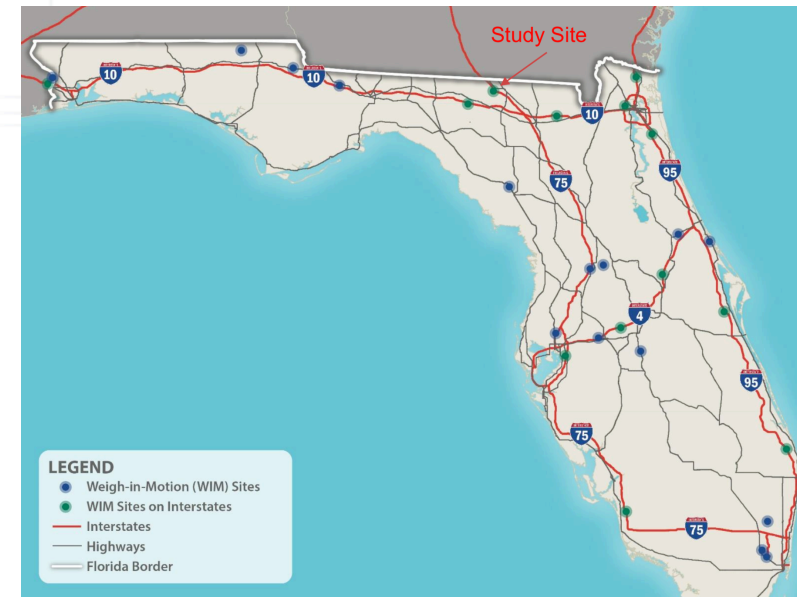 Study Site
10
10
10
75
95
4
95
75
75
LEGEND
Weigh-in-Motion (WIM) Sites
WIM Sites on Interstates
Interstates
Highways
Florida Border